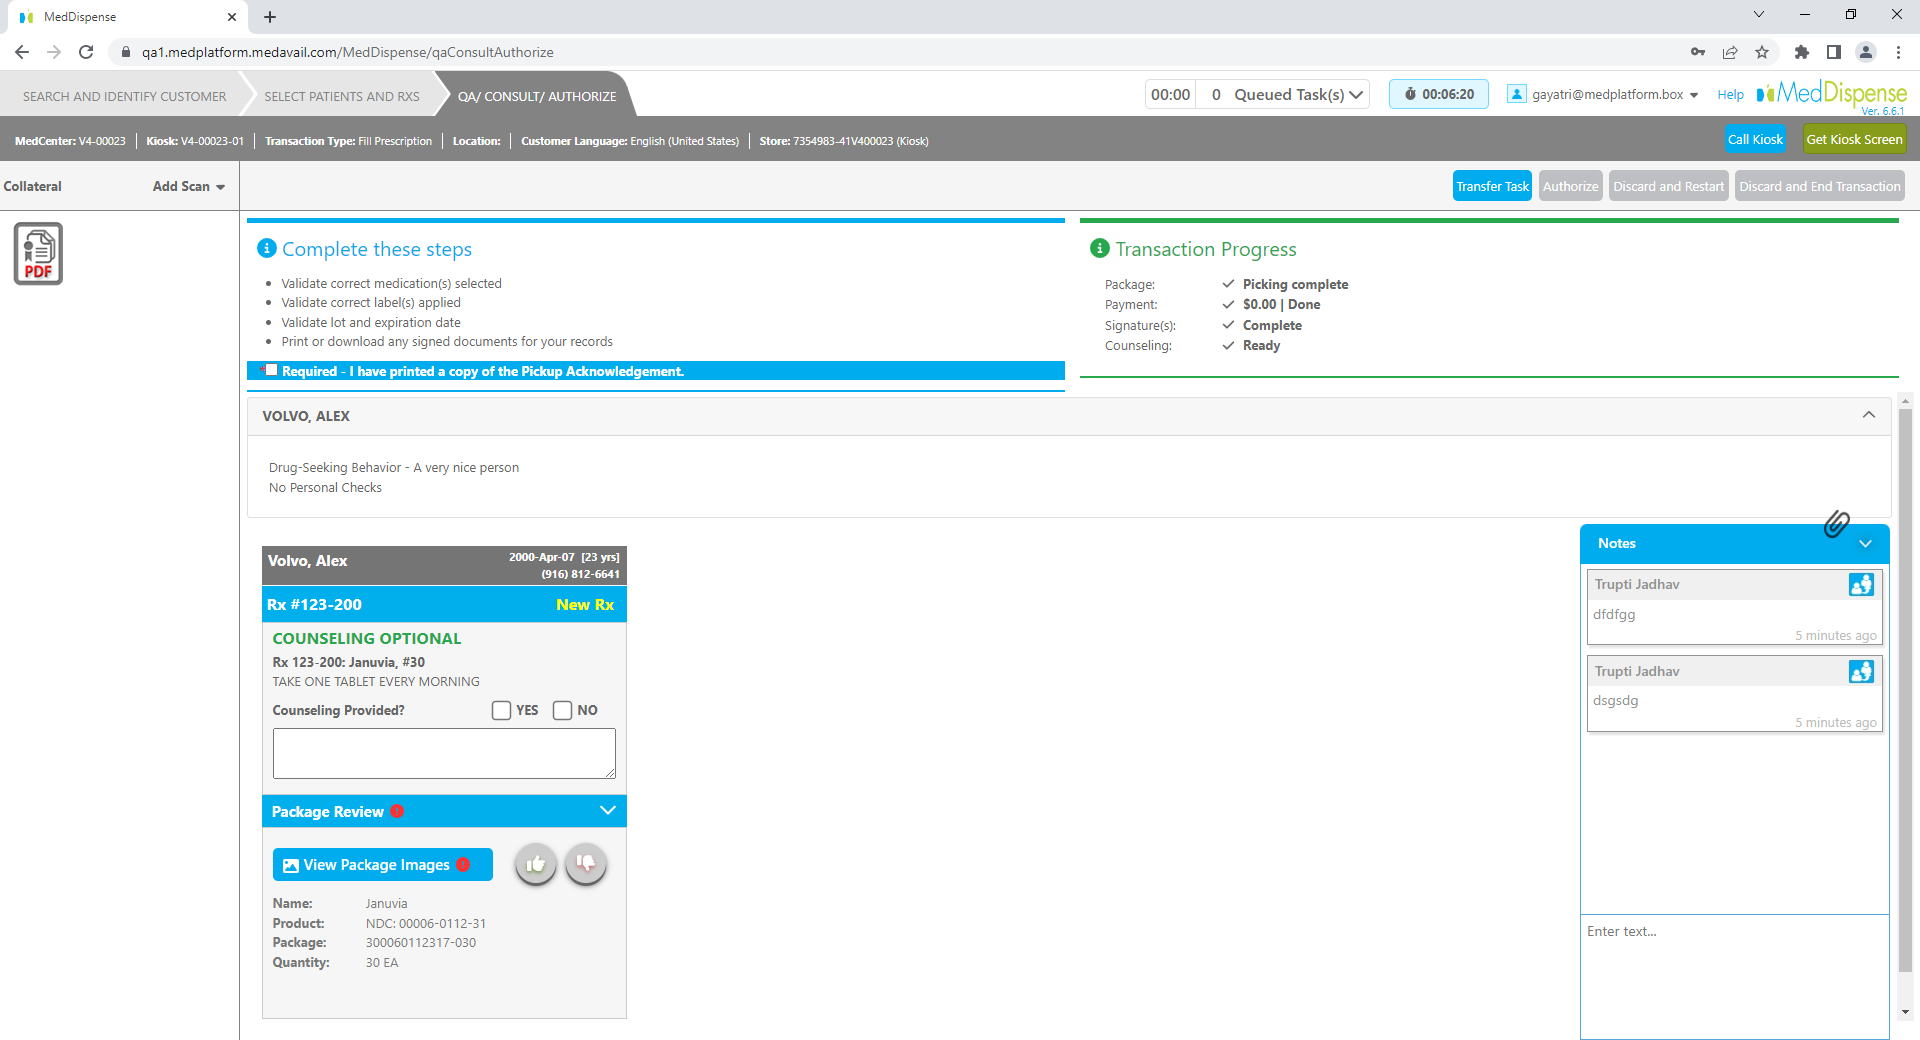 MedDispense
qa1.medplatform.medavail.com/MedDispense/qaConsultAuthorize
SEARCH AND IDENTIFY CUSTOMER
SELECT PATIENTS AND RXS
QA/ CONSULT/ AUTHORIZE
00:00 0 Queued Task(s)
00:06:20
gayatri@medplatform.box
Help
MedDispense
Ver. 6.6.1
MedCenter: V4-00023 Kiosk: V4-00023-01 Transaction Type: Fill Prescription Location: Customer Language: English (United States) Store: 7354983-41V400023 (Kiosk)
Call Kiosk
Get Kiosk Screen
Collateral
Add Scan
Transfer Task
Authorize
Discard and Restart
Discard and End Transaction
PDF
Complete these steps
Validate correct medication(s) selected
Validate correct label(s) applied
Validate lot and expiration date
Print or download any signed documents for your records
* Required - I have printed a copy of the Pickup Acknowledgement.
Transaction Progress
Package: Picking complete
Payment: $0.00 | Done
Signature(s): Complete
Counseling: Ready
VOLVO, ALEX
Drug-Seeking Behavior - A very nice person
No Personal Checks
Volvo, Alex
2000-Apr-07 [23 yrs]
(916) 812-6641
Rx #123-200
New Rx
COUNSELING OPTIONAL
Rx 123-200: Januvia, #30
TAKE ONE TABLET EVERY MORNING
Counseling Provided? YES NO
Package Review
View Package Images
Name: Januvia
Product: NDC: 00006-0112-31
Package: 300060112317-030
Quantity: 30 EA
Notes
Trupti Jadhav
dfdfgg
5 minutes ago
Trupti Jadhav
dsgsdg
5 minutes ago
Enter text...